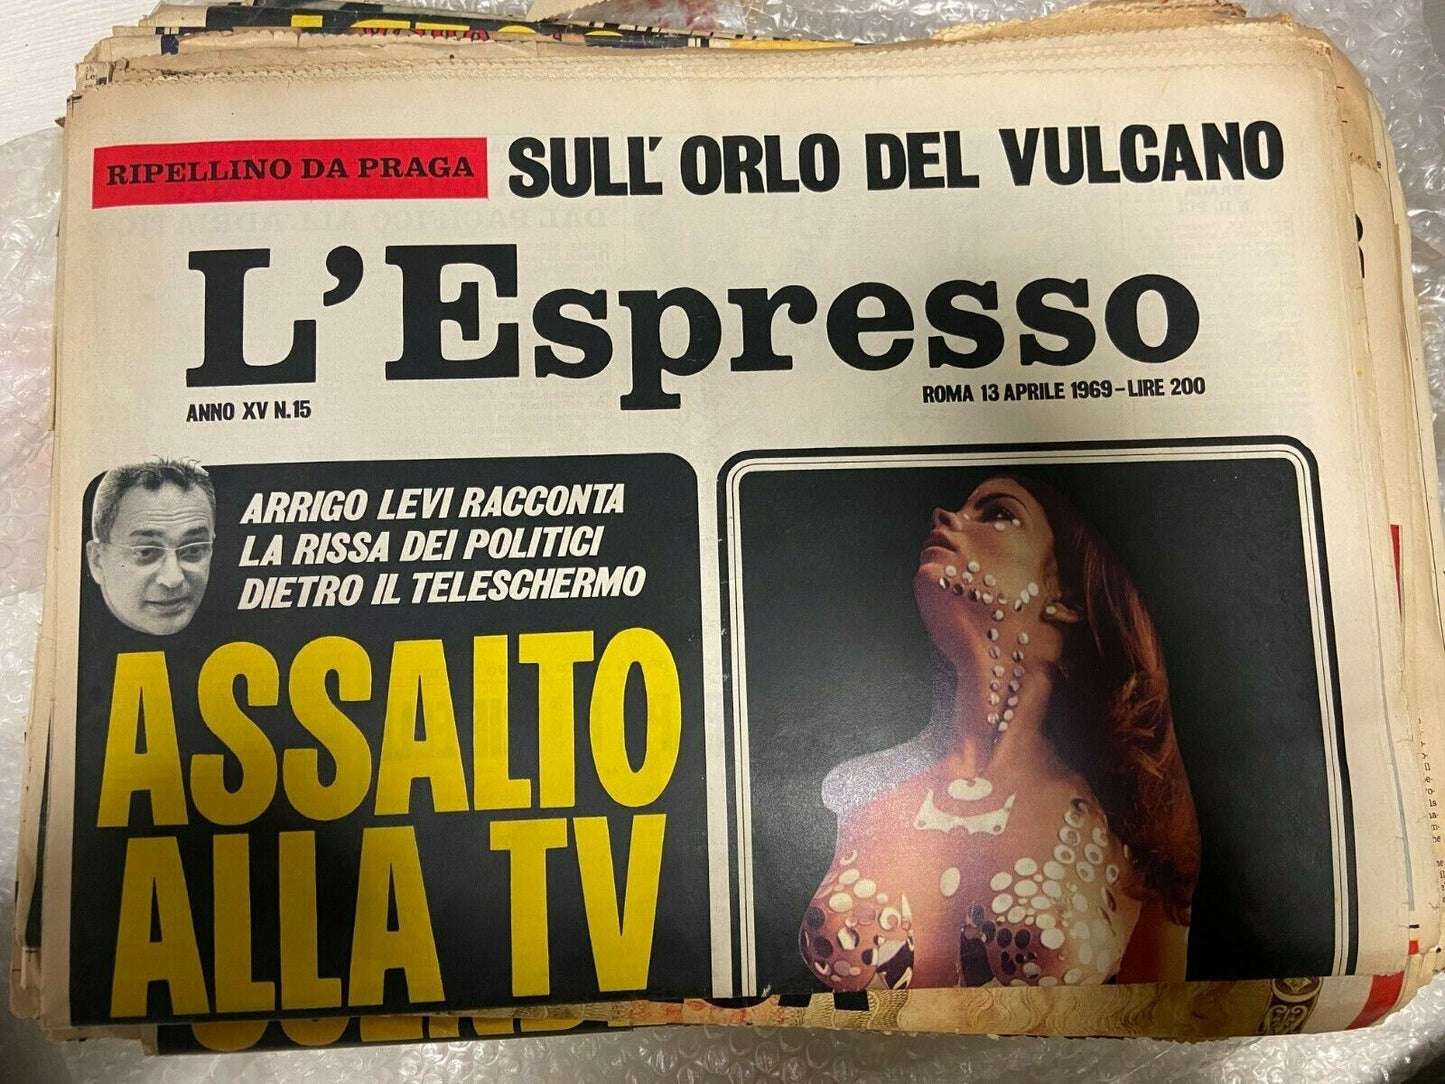 RIPELLINO DA PRAGA
SULL' ORLO DEL VULCANO
L'Espresso
ANNO XV N.15
ROMA 13 APRILE 1969-LIRE 200
ARRIGO LEVI RACCONTA
LA RISSA DEI POLITICI
DIETRO IL TELESCHERMO
ASSALTO
ALLA TV